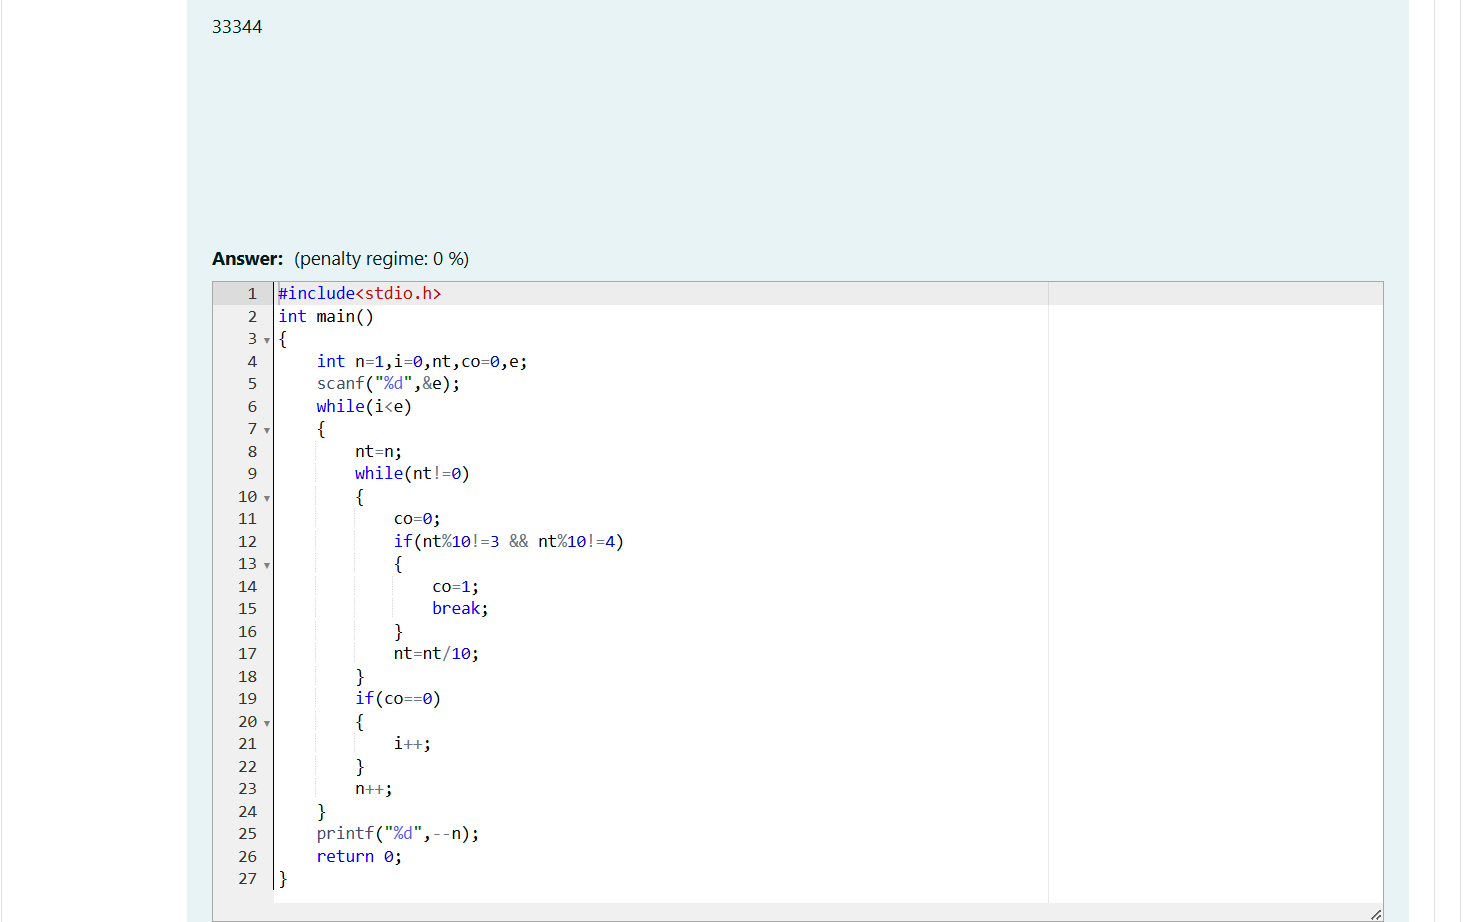 33344
Answer: (penalty regime: 0 %)
1 #include<stdio.h>
2 int main()
3 {
4     int n=1,i=0,nt,co=0,e;
5     scanf("%d",&e);
6     while(i<e)
7     {
8         nt=n;
9         while(nt!=0)
10         {
11             co=0;
12             if(nt%10!=3 && nt%10!=4)
13             {
14                 co=1;
15                 break;
16             }
17             nt=nt/10;
18         }
19         if(co==0)
20         {
21             i++;
22         }
23         n++;
24     }
25     printf("%d",--n);
26     return 0;
27 }